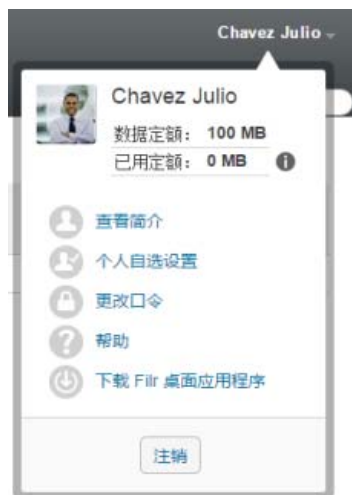 Chavez Julio
Chavez Julio
数据定額： 100 MB
已用定額： 0 MB
查看简介
个人自选设置
更改口令
帮助
下载 Filr 桌面应用程序
注销